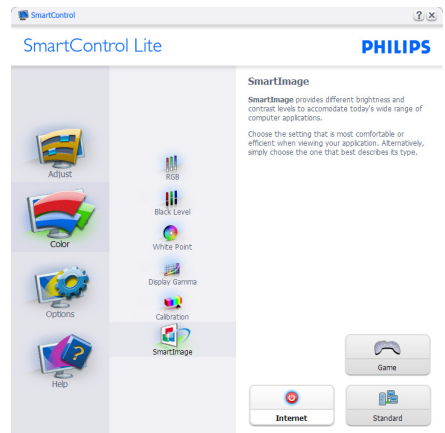 SmartControl
SmartControl Lite
PHILIPS
Adjust
Color
Options
Help
RGB
Black Level
White Point
Display Gamma
Calibration
SmartImage
SmartImage
SmartImage provides different brightness and
contrast levels to accomodate today's wide range of
computer applications.
Choose the setting that is most comfortable or
efficient when viewing your application. Alternatively,
simply choose the one that best describes its type.
Game
Internet
Standard